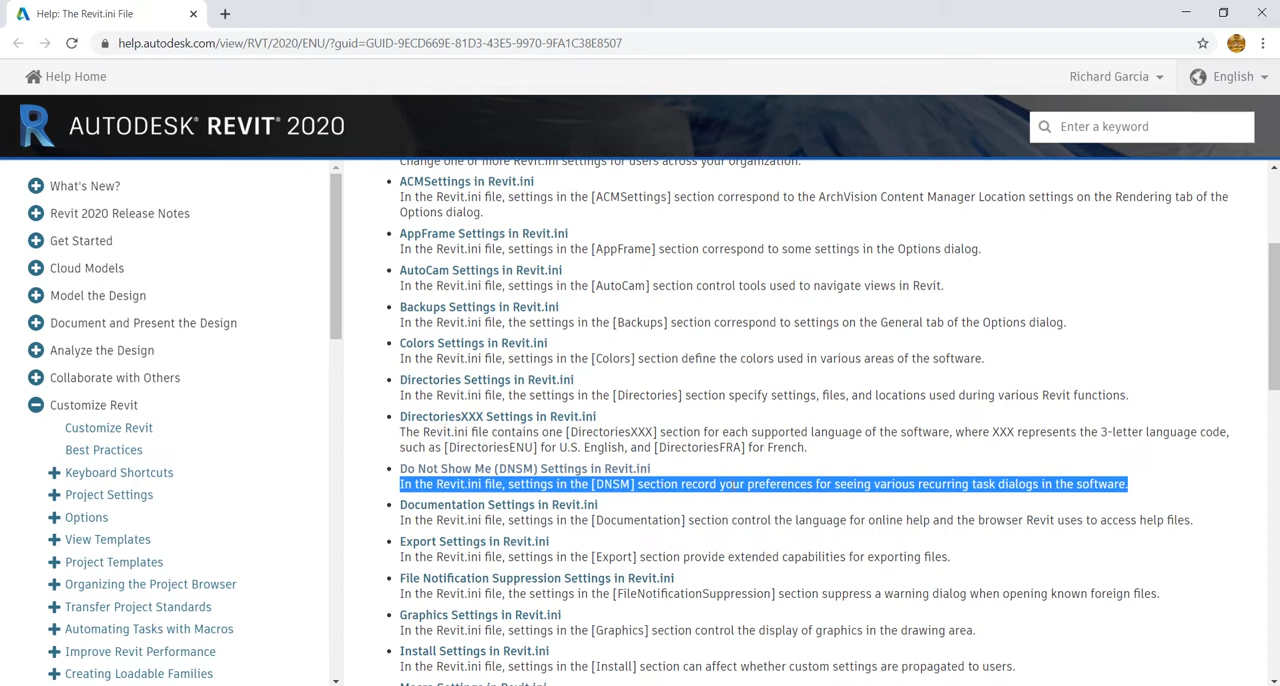 Help: The Revit.ini File
help.autodesk.com/view/RVT/2020/ENU/?guid=GUID-9ECD669E-81D3-43E5-9970-9FA1C38E8507
Help Home
Richard Garcia
English
AUTODESK® REVIT® 2020
Enter a keyword
What's New?
Revit 2020 Release Notes
Get Started
Cloud Models
Model the Design
Document and Present the Design
Analyze the Design
Collaborate with Others
Customize Revit
Customize Revit
Best Practices
Keyboard Shortcuts
Project Settings
Options
View Templates
Project Templates
Organizing the Project Browser
Transfer Project Standards
Automating Tasks with Macros
Improve Revit Performance
Creating Loadable Families
Change one or more Revit.ini settings for users across your organization.
• ACMSettings in Revit.ini
In the Revit.ini file, settings in the [ACMSettings] section correspond to the ArchVision Content Manager Location settings on the Rendering tab of the
Options dialog.
• AppFrame Settings in Revit.ini
In the Revit.ini file, settings in the [AppFrame] section correspond to some settings in the Options dialog.
• AutoCam Settings in Revit.ini
In the Revit.ini file, settings in the [AutoCam] section control tools used to navigate views in Revit.
• Backups Settings in Revit.ini
In the Revit.ini file, the settings in the [Backups] section correspond to settings on the General tab of the Options dialog.
• Colors Settings in Revit.ini
In the Revit.ini file, settings in the [Colors] section define the colors used in various areas of the software.
• Directories Settings in Revit.ini
In the Revit.ini file, the settings in the [Directories] section specify settings, files, and locations used during various Revit functions.
• DirectoriesXXX Settings in Revit.ini
The Revit.ini file contains one [DirectoriesXXX] section for each supported language of the software, where XXX represents the 3-letter language code,
such as [DirectoriesENU] for U.S. English, and [DirectoriesFRA] for French.
• Do Not Show Me (DNSM) Settings in Revit.ini
In the Revit.ini file, settings in the [DNSM] section record your preferences for seeing various recurring task dialogs in the software.
• Documentation Settings in Revit.ini
In the Revit.ini file, settings in the [Documentation] section control the language for online help and the browser Revit uses to access help files.
• Export Settings in Revit.ini
In the Revit.ini file, settings in the [Export] section provide extended capabilities for exporting files.
• File Notification Suppression Settings in Revit.ini
In the Revit.ini file, the settings in the [FileNotificationSuppression] section suppress a warning dialog when opening known foreign files.
• Graphics Settings in Revit.ini
In the Revit.ini file, settings in the [Graphics] section control the display of graphics in the drawing area.
• Install Settings in Revit.ini
In the Revit.ini file, settings in the [Install] section can affect whether custom settings are propagated to users.